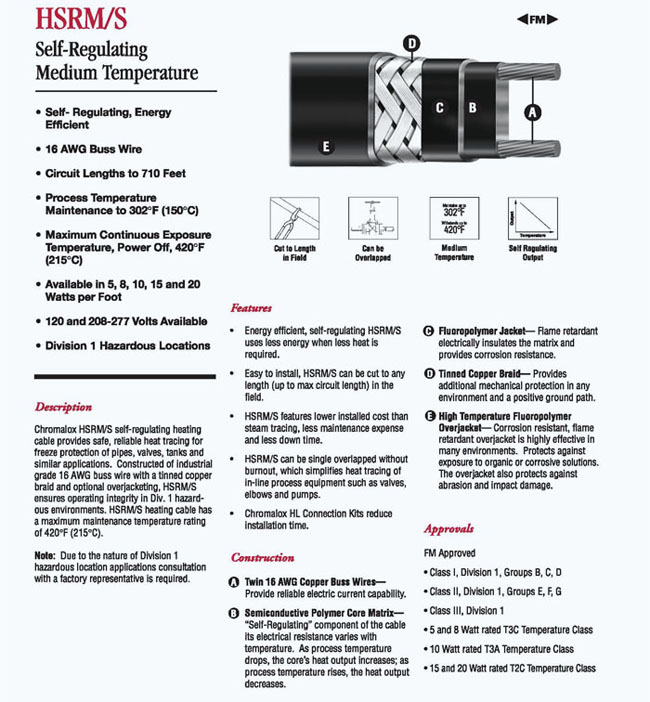 HSRM/S
Self-Regulating
Medium Temperature
• Self- Regulating, Energy
Efficient
• 16 AWG Buss Wire
• Circuit Lengths to 710 Feet
• Process Temperature
Maintenance to 302°F (150°C)
• Maximum Continuous Exposure
Temperature, Power Off, 420°F
(215°C)
• Available in 5, 8, 10, 15 and 20
Watts per Foot
• 120 and 208-277 Volts Available
• Division 1 Hazardous Locations
Description
Chromalox HSRM/S self-regulating heating
cable provides safe, reliable heat tracing for
freeze protection of pipes, valves, tanks and
similar applications. Constructed of industrial
grade 16 AWG buss wire with a tinned copper
braid and optional overjacketing, HSRM/S
ensures operating integrity in Div. 1 hazard-
ous environments. HSRM/S heating cable has
a maximum maintenance temperature rating
of 420°F (215°C).
Note: Due to the nature of Division 1
hazardous location applications consultation
with a factory representative is required.
FM
D
C
B
A
E
302°F
420°F
Output
Temperature
Cut to Length
in Field
Can be
Overlapped
Medium
Temperature
Self Regulating
Output
Features
• Energy efficient, self-regulating HSRM/S
uses less energy when less heat is
required.
• Easy to install, HSRM/S can be cut to any
length (up to max circuit length) in the
field.
• HSRM/S features lower installed cost than
steam tracing, less maintenance expense
and less down time.
• HSRM/S can be single overlapped without
burnout, which simplifies heat tracing of
in-line process equipment such as valves,
elbows and pumps.
• Chromalox HL Connection Kits reduce
installation time.
Construction
A Twin 16 AWG Copper Buss Wires—
Provide reliable electric current capability.
B Semiconductive Polymer Core Matrix—
"Self-Regulating" component of the cable
its electrical resistance varies with
temperature. As process temperature
drops, the core's heat output increases; as
process temperature rises, the heat output
decreases.
C Fluoropolymer Jacket— Flame retardant
electrically insulates the matrix and
provides corrosion resistance.
D Tinned Copper Braid— Provides
additional mechanical protection in any
environment and a positive ground path.
E High Temperature Fluoropolymer
Overjacket— Corrosion resistant, flame
retardant overjacket is highly effective in
many environments. Protects against
exposure to organic or corrosive solutions.
The overjacket also protects against
abrasion and impact damage.
Approvals
FM Approved
• Class I, Division 1, Groups B, C, D
• Class II, Division 1, Groups E, F, G
• Class III, Division 1
• 5 and 8 Watt rated T3C Temperature Class
• 10 Watt rated T3A Temperature Class
• 15 and 20 Watt rated T2C Temperature Class